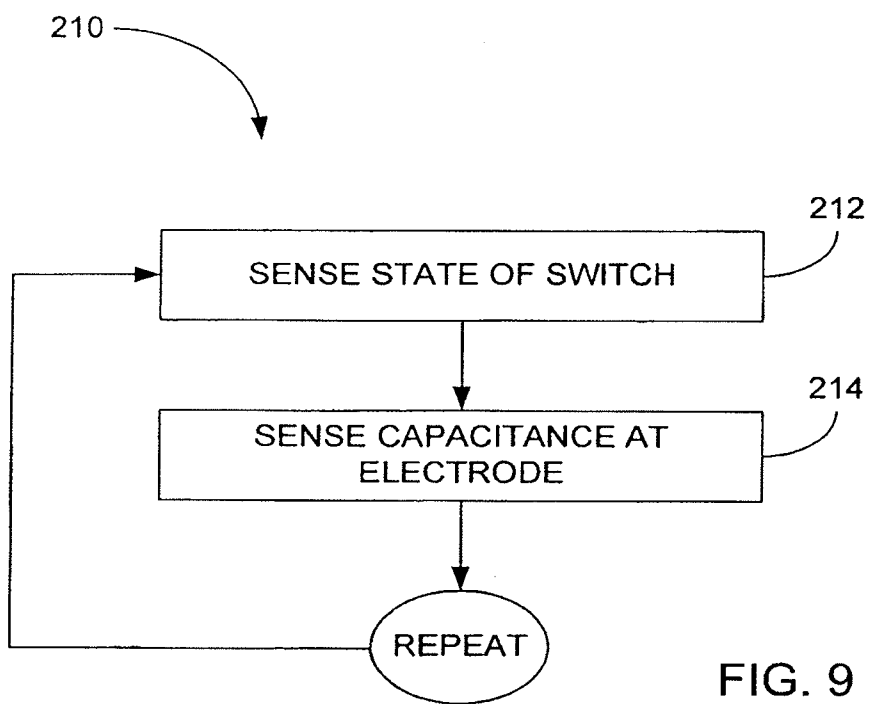 210
212
SENSE STATE OF SWITCH
214
SENSE CAPACITANCE AT
ELECTRODE
REPEAT
FIG. 9